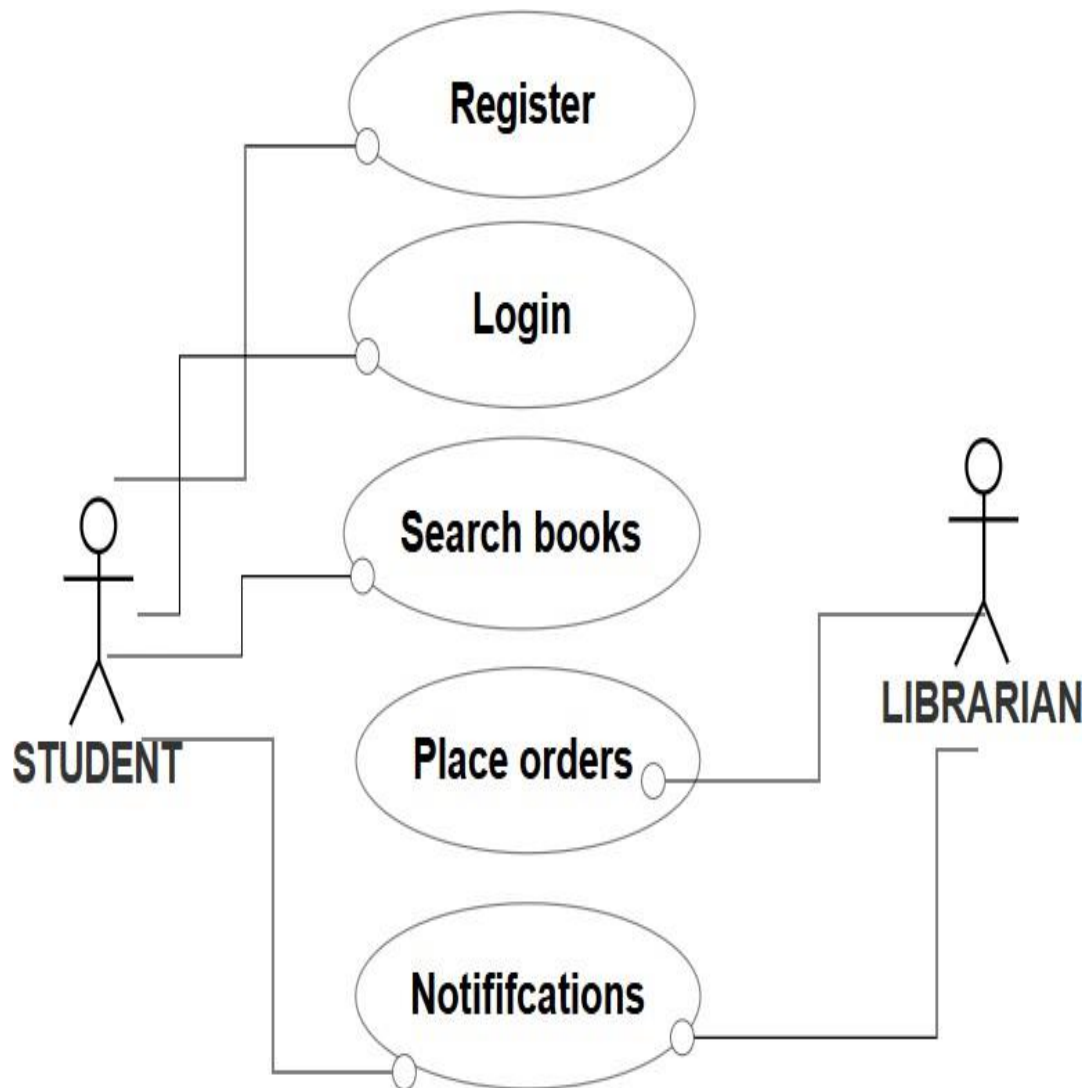 Register
Login
Search books
LIBRARIAN
STUDENT
Place orders
Notififcations